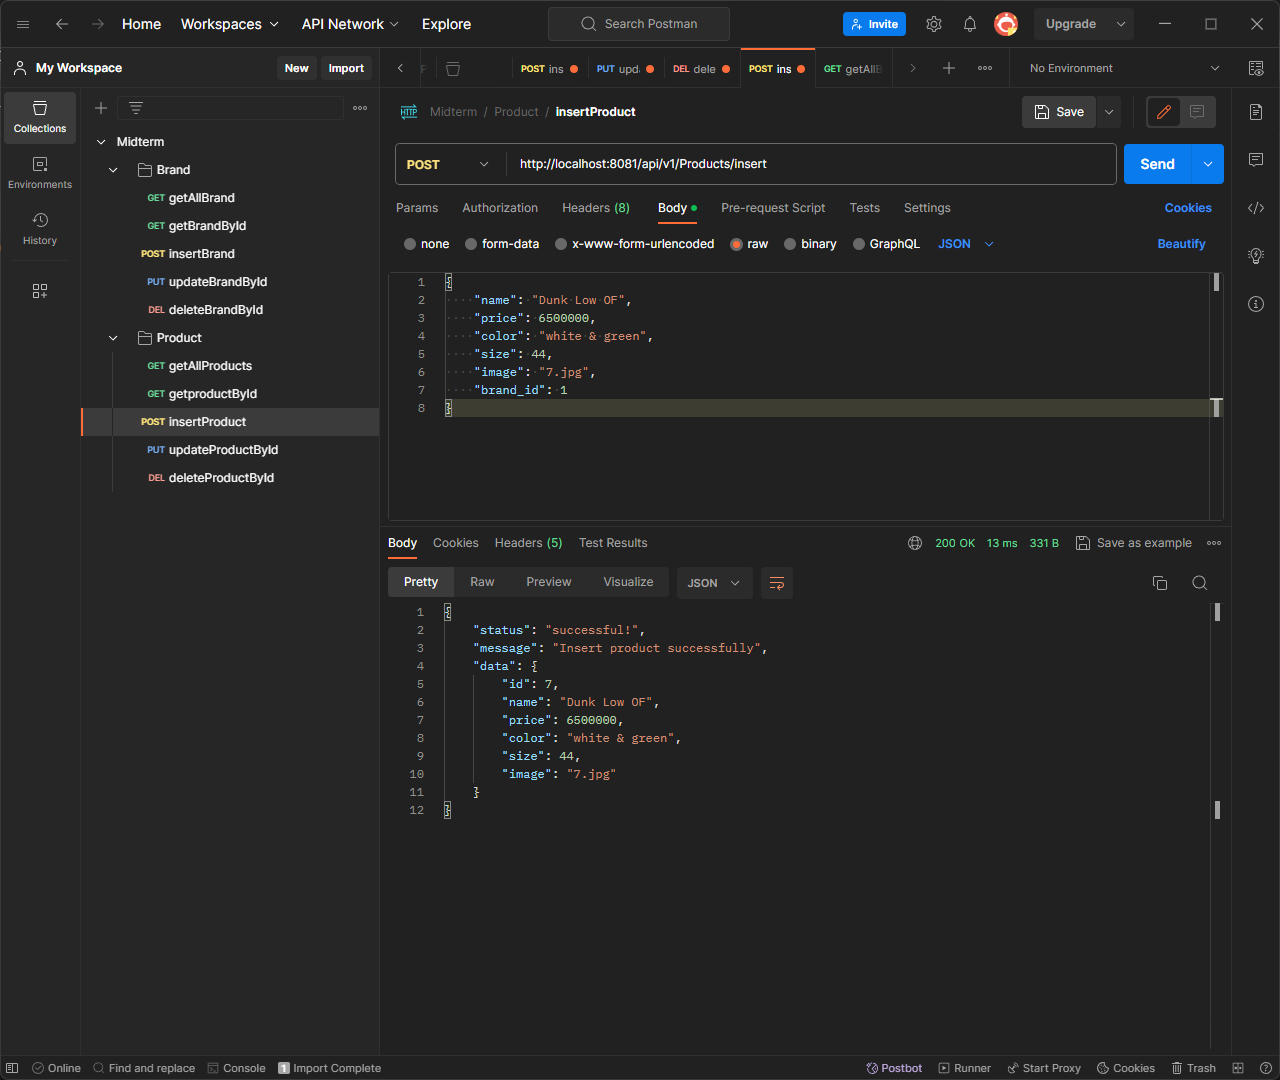 Home Workspaces API Network Explore Search Postman Invite Upgrade
My Workspace New Import
POST ins PUT upd DEL dele POST ins GET getAllB No Environment
Collections
Environments
History
Midterm
Brand
GET getAllBrand
GET getBrandById
POST insertBrand
PUT updateBrandById
DEL deleteBrandById
Product
GET getAllProducts
GET getproductById
POST insertProduct
PUT updateProductById
DEL deleteProductById
HTTP Midterm / Product / insertProduct Save
POST http://localhost:8081/api/v1/Products/insert Send
Params Authorization Headers (8) Body Pre-request Script Tests Settings Cookies
none form-data x-www-form-urlencoded raw binary GraphQL JSON Beautify
1 {
2 "name": "Dunk Low OF",
3 "price": 6500000,
4 "color": "white & green",
5 "size": 44,
6 "image": "7.jpg",
7 "brand_id": 1
8 }
Body Cookies Headers (5) Test Results 200 OK 13 ms 331 B Save as example
Pretty Raw Preview Visualize JSON
1 {
2 "status": "successful!",
3 "message": "Insert product successfully",
4 "data": {
5 "id": 7,
6 "name": "Dunk Low OF",
7 "price": 6500000,
8 "color": "white & green",
9 "size": 44,
10 "image": "7.jpg"
11 }
12 }
Online Find and replace Console 1 Import Complete Postbot Runner Start Proxy Cookies Trash